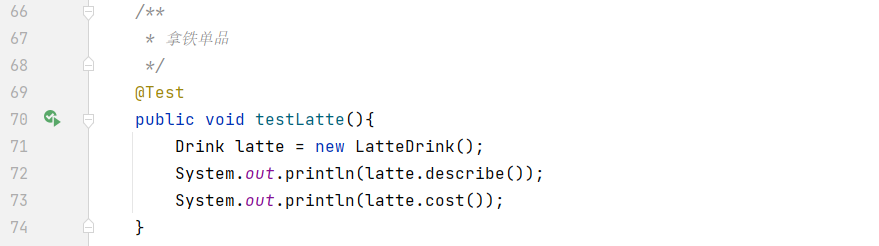 66 /**
67 * 拿铁单品
68 */
69 @Test
70 public void testLatte(){
71 Drink latte = new LatteDrink();
72 System.out.println(latte.describe());
73 System.out.println(latte.cost());
74 }